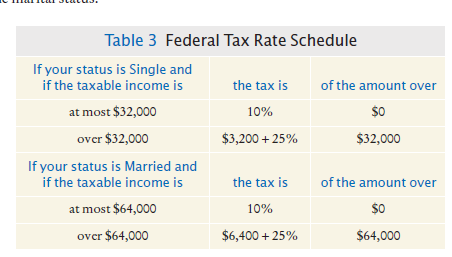 marital status.
Table 3 Federal Tax Rate Schedule
If your status is Single and
if the taxable income is the tax is of the amount over
at most $32,000 10% $0
over $32,000 $3,200 + 25% $32,000
If your status is Married and
if the taxable income is the tax is of the amount over
at most $64,000 10% $0
over $64,000 $6,400 + 25% $64,000